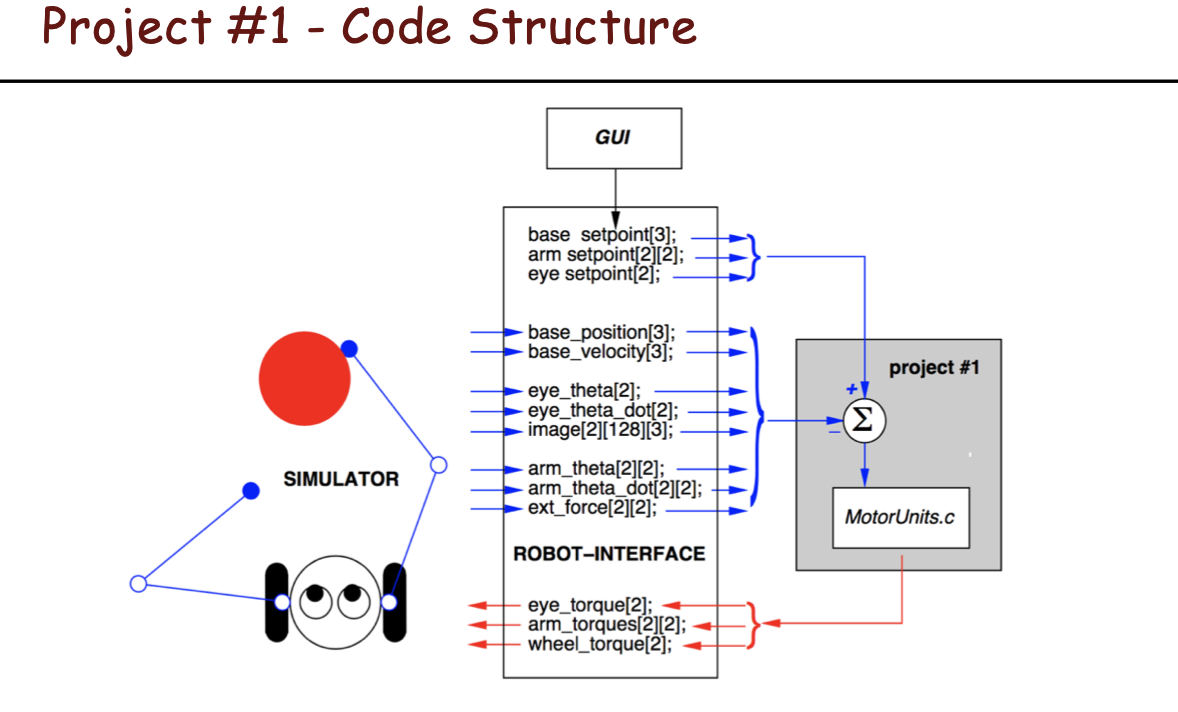 Project #1 - Code Structure
GUI
base setpoint[3];
arm setpoint[2][2];
eye setpoint[2];
base_position[3];
base_velocity[3];
eye_theta[2];
eye_theta_dot[2];
image[2][128][3];
arm_theta[2][2];
arm_theta_dot[2][2];
ext_force[2][2];
ROBOT–INTERFACE
eye_torque[2];
arm_torques[2][2];
wheel_torque[2];
SIMULATOR
project #1
+
Σ
–
MotorUnits.c